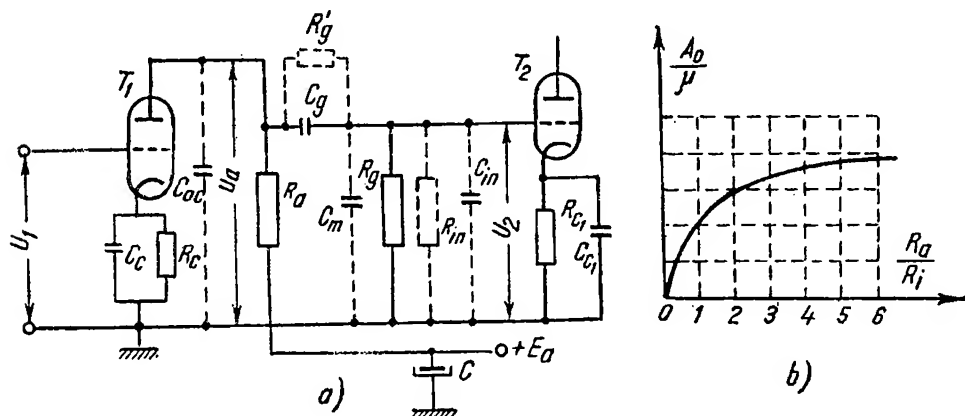 T1
U1
Cc
Rc
Cac
Ua
Ra
R'g
Cg
Cm
Rg
Rin
Cin
U2
T2
Rc1
Cc1
+Ea
C
a)
A0
μ
Ra
Ri
0 1 2 3 4 5 6
b)